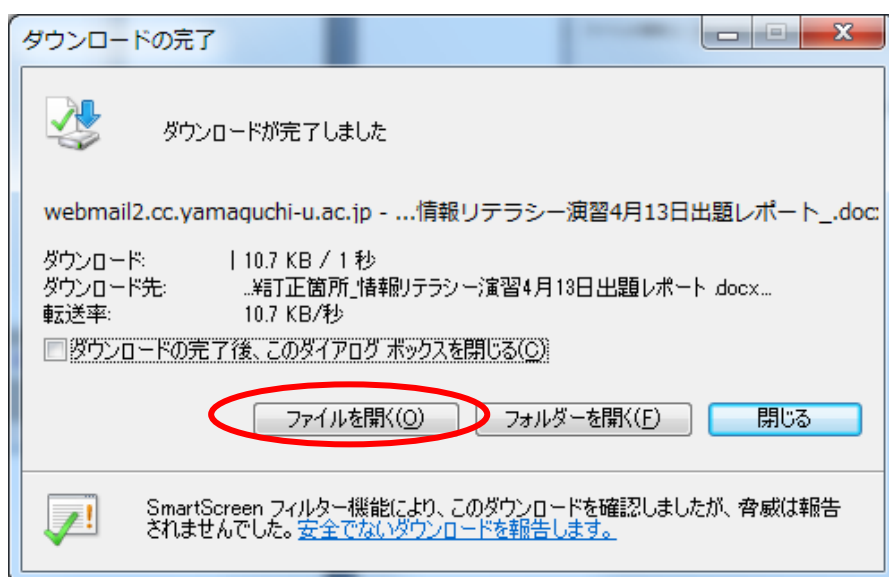 ダウンロードの完了
ダウンロードが完了しました
webmail2.cc.yamaguchi-u.ac.jp - ...情報リテラシー演習4月13日出題レポート_.doc
ダウンロード: 10.7 KB / 1 秒
ダウンロード先: ...¥訂正箇所_情報リテラシー演習4月13日出題レポート .docx...
転送率: 10.7 KB/秒
ダウンロードの完了後、このダイアログ ボックスを閉じる(C)
ファイルを開く(O) フォルダーを開く(F) 閉じる
SmartScreen フィルター機能により、このダウンロードを確認しましたが、脅威は報告
されませんでした。安全でないダウンロードを報告します。